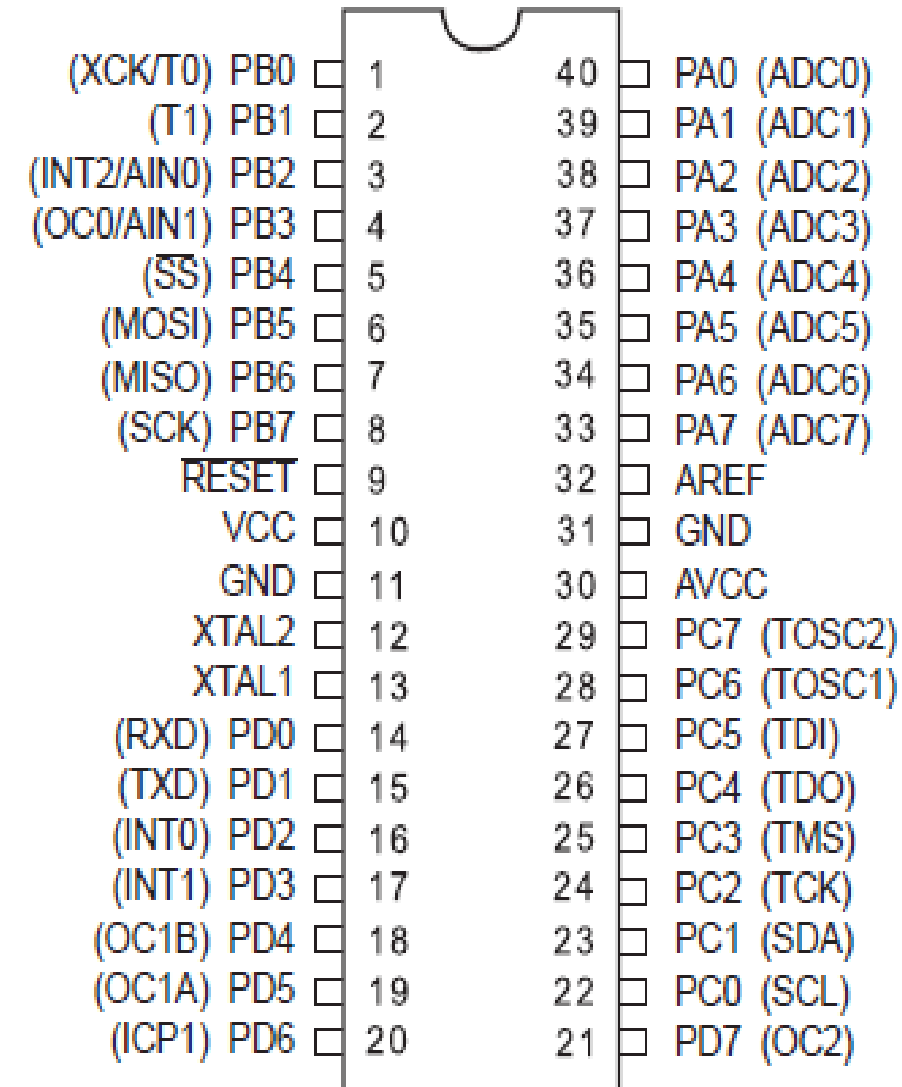 (XCK/T0) PB0 1 40 PA0 (ADC0)
(T1) PB1 2 39 PA1 (ADC1)
(INT2/AIN0) PB2 3 38 PA2 (ADC2)
(OC0/AIN1) PB3 4 37 PA3 (ADC3)
(S̅S̅) PB4 5 36 PA4 (ADC4)
(MOSI) PB5 6 35 PA5 (ADC5)
(MISO) PB6 7 34 PA6 (ADC6)
(SCK) PB7 8 33 PA7 (ADC7)
R̅E̅S̅E̅T̅ 9 32 AREF
VCC 10 31 GND
GND 11 30 AVCC
XTAL2 12 29 PC7 (TOSC2)
XTAL1 13 28 PC6 (TOSC1)
(RXD) PD0 14 27 PC5 (TDI)
(TXD) PD1 15 26 PC4 (TDO)
(INT0) PD2 16 25 PC3 (TMS)
(INT1) PD3 17 24 PC2 (TCK)
(OC1B) PD4 18 23 PC1 (SDA)
(OC1A) PD5 19 22 PC0 (SCL)
(ICP1) PD6 20 21 PD7 (OC2)